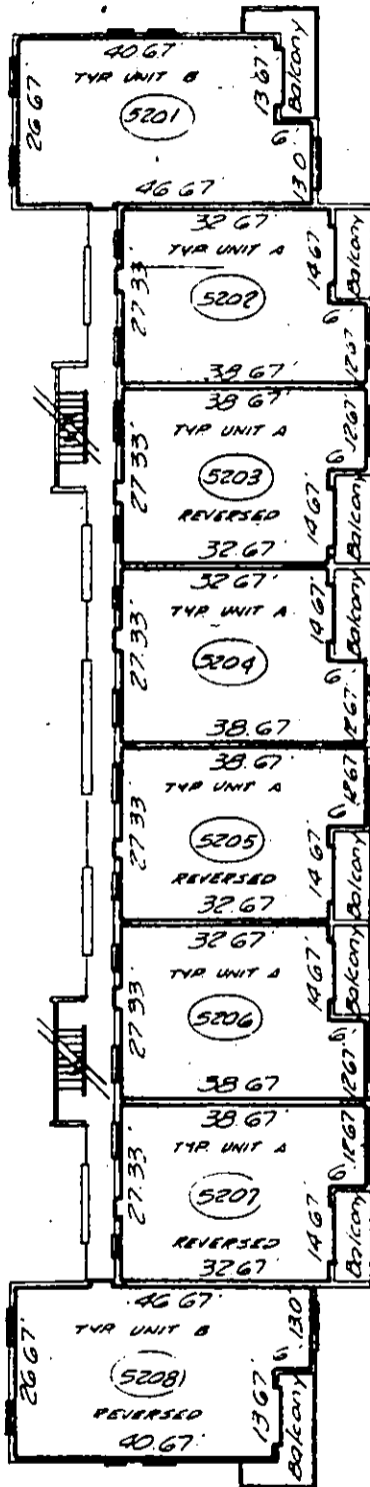 40.67'
TYP. UNIT B
5201
26.67'
13.67'
Balcony
6'
13.0'
46.67'
32.67'
TYP. UNIT A
5202
27.33'
14.67'
Balcony
6'
12.67'
38.67'
38.67'
TYP. UNIT A
12.67'
6'
5203
27.33'
REVERSED
14.67'
Balcony
32.67'
32.67'
TYP. UNIT A
14.67'
Balcony
27.33'
5204
6'
12.67'
38.67
38.67'
TYP UNIT A
12.67'
6'
27.33'
5205
REVERSED
14.67'
Balcony
32.67'
32.67'
TYP. UNIT A
14.67'
Balcony
27.33'
5206
6'
12.67'
38.67
38.67'
TYP. UNIT A
12.67'
6'
27.33'
5207
REVERSED
14.67'
Balcony
32.67'
46.67'
13.0'
TYP. UNIT B
6'
26.67'
5208
REVERSED
13.67'
Balcony
40.67'